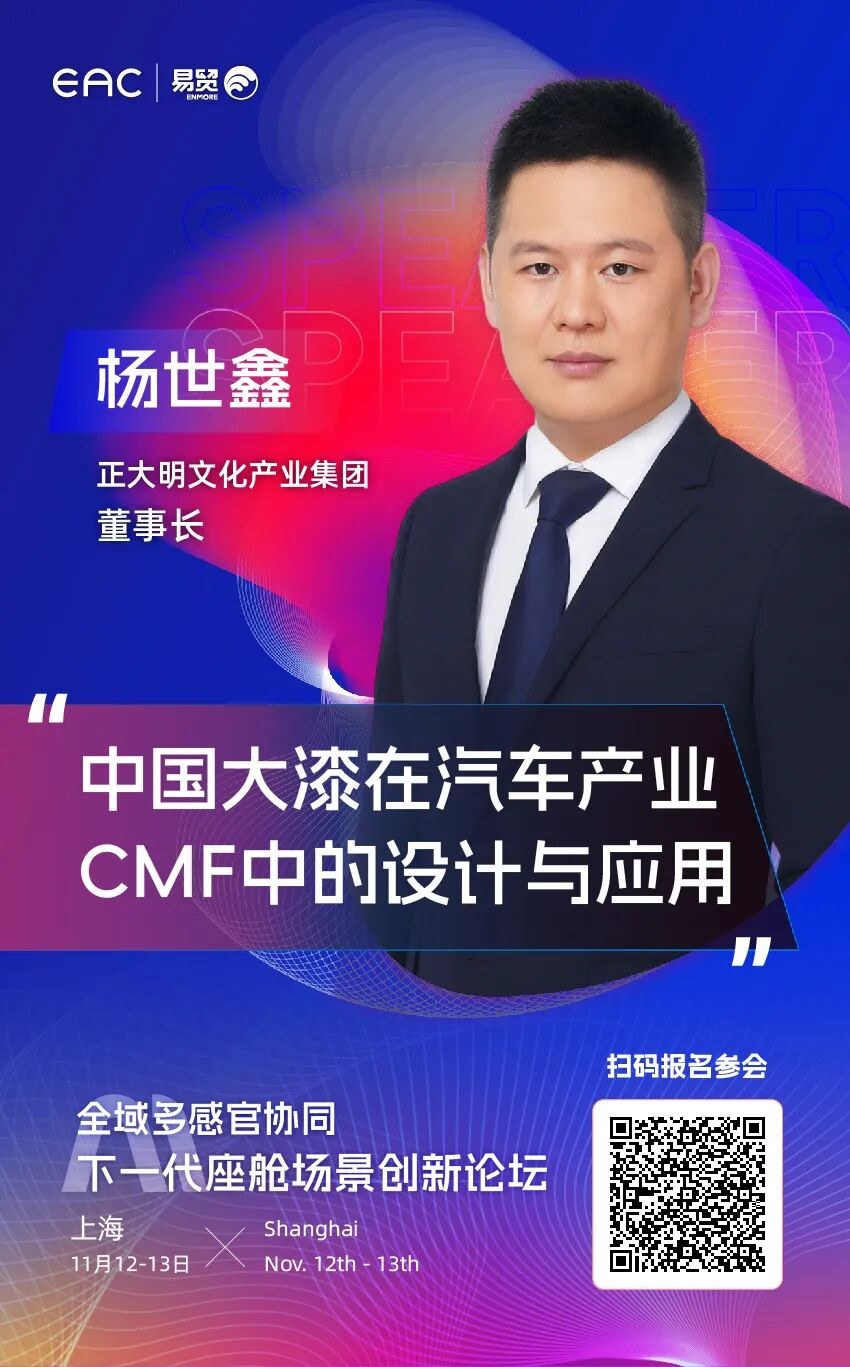 EAC 易贸
ENMORE
SPEAKER
SPEAKER
杨世鑫
正大明文化产业集团
董事长
“
中国大漆在汽车产业
CMF中的设计与应用
”
扫码报名参会
全域多感官协同
下一代座舱场景创新论坛
上海
11月12-13日
Shanghai
Nov. 12th - 13th